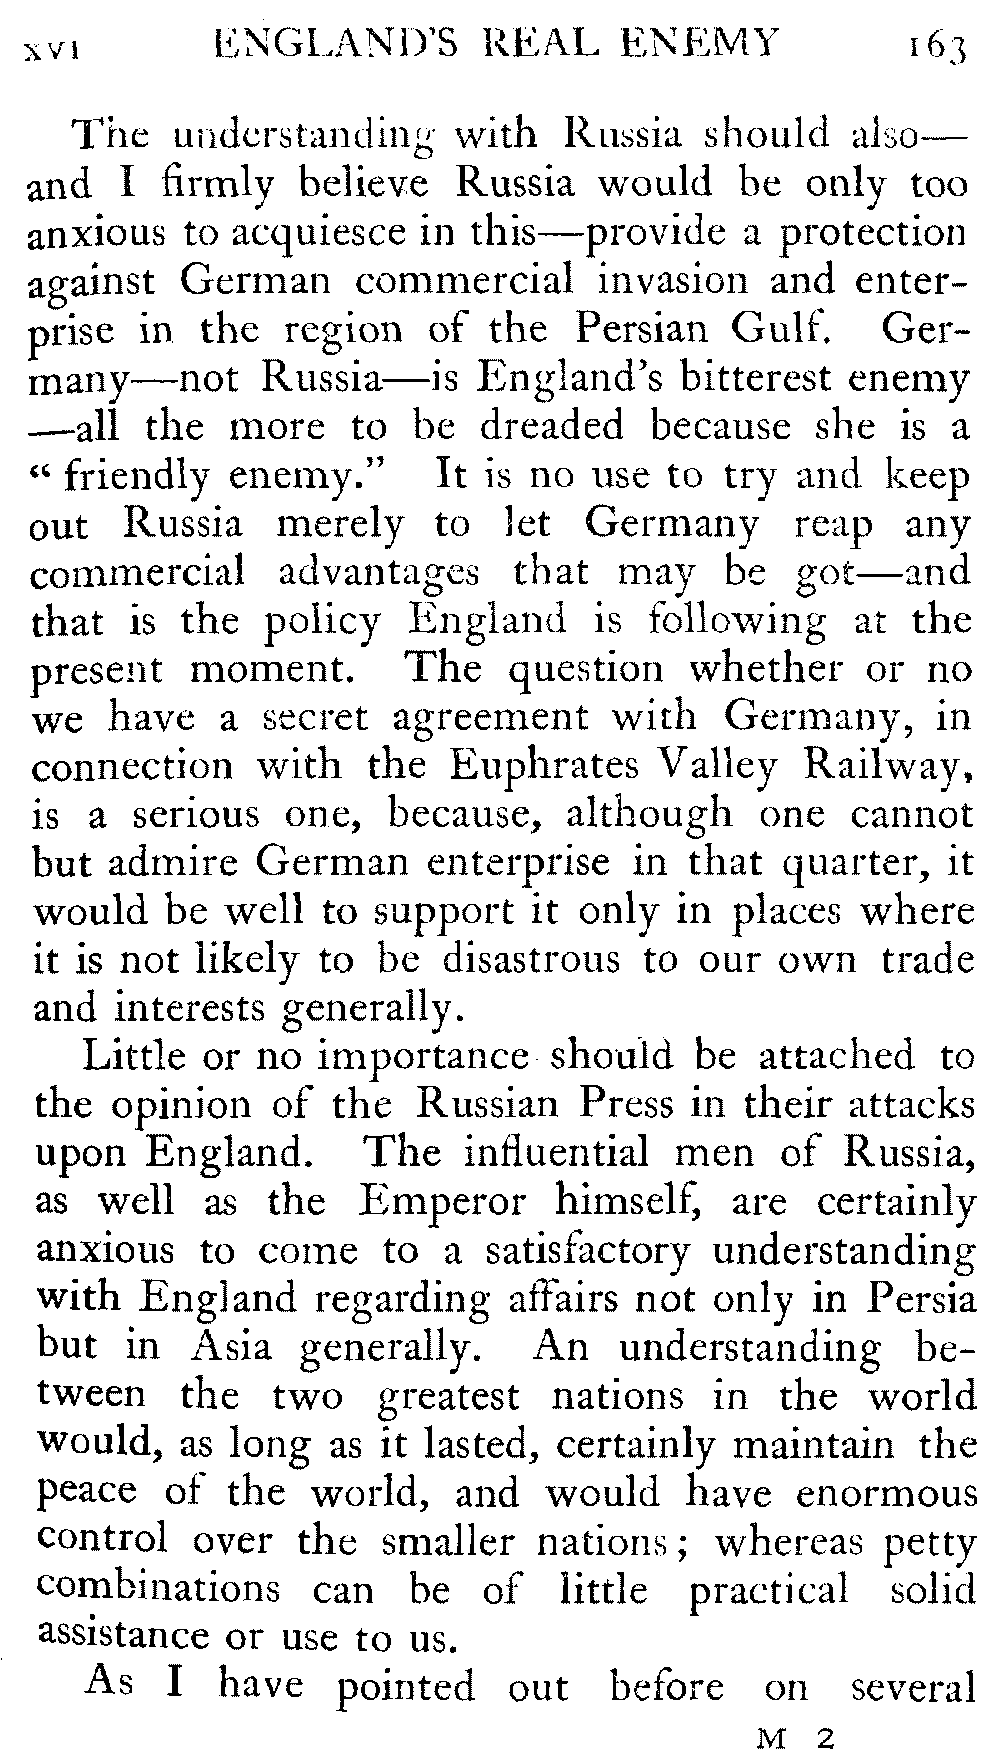 XVI ENGLAND'S REAL ENEMY 163
The understanding with Russia should also—
and I firmly believe Russia would be only too
anxious to acquiesce in this—provide a protection
against German commercial invasion and enter-
prise in the region of the Persian Gulf. Ger-
many—not Russia—is England's bitterest enemy
—all the more to be dreaded because she is a
“ friendly enemy.” It is no use to try and keep
out Russia merely to let Germany reap any
commercial advantages that may be got—and
that is the policy England is following at the
present moment. The question whether or no
we have a secret agreement with Germany, in
connection with the Euphrates Valley Railway,
is a serious one, because, although one cannot
but admire German enterprise in that quarter, it
would be well to support it only in places where
it is not likely to be disastrous to our own trade
and interests generally.
Little or no importance should be attached to
the opinion of the Russian Press in their attacks
upon England. The influential men of Russia,
as well as the Emperor himself, are certainly
anxious to come to a satisfactory understanding
with England regarding affairs not only in Persia
but in Asia generally. An understanding be-
tween the two greatest nations in the world
would, as long as it lasted, certainly maintain the
peace of the world, and would have enormous
control over the smaller nations; whereas petty
combinations can be of little practical solid
assistance or use to us.
As I have pointed out before on several
M 2